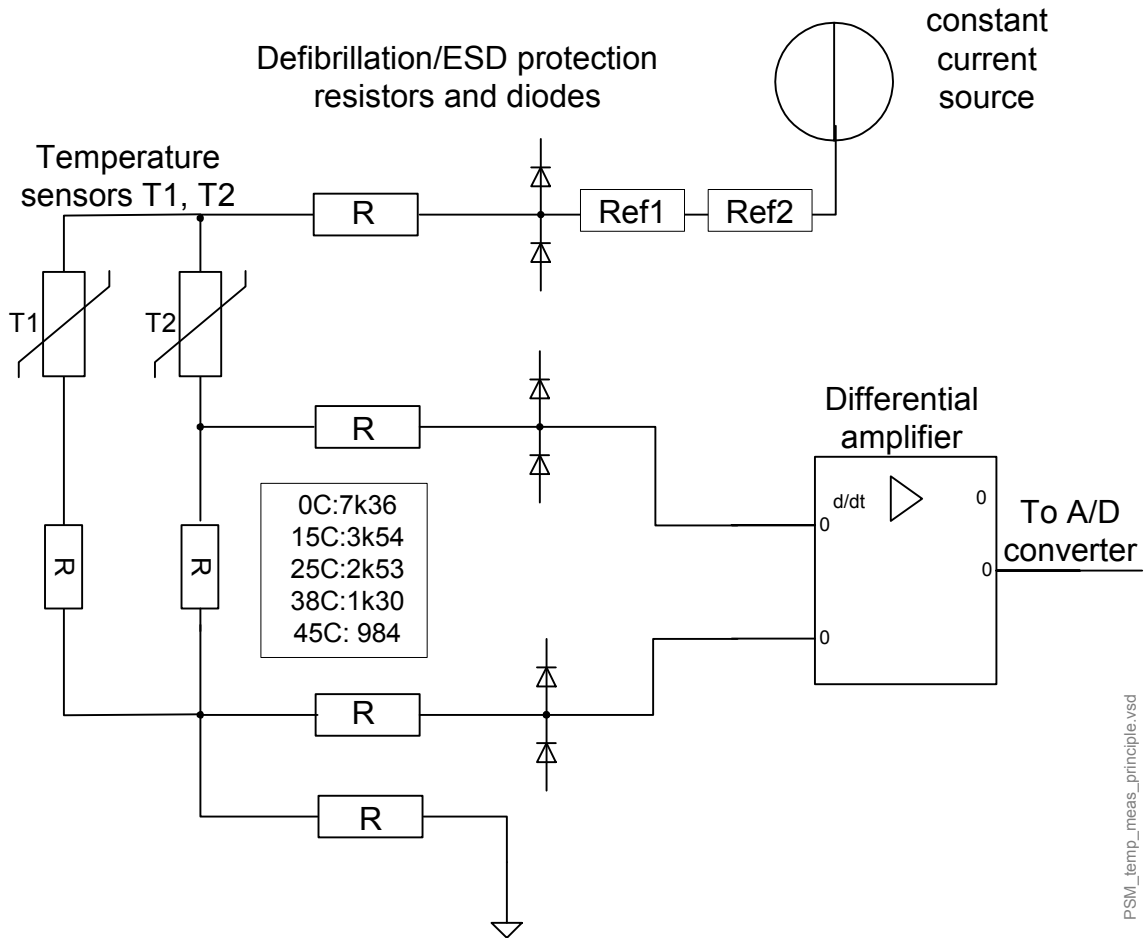 constant
current
source
Defibrillation/ESD protection
resistors and diodes
Temperature
sensors T1, T2
R
Ref1
Ref2
T1
T2
R
Differential
amplifier
0C:7k36
15C:3k54
25C:2k53
38C:1k30
45C: 984
d/dt
0
0
To A/D
converter
0
0
R
R
R
R
PSM_temp_meas_principle.vsd